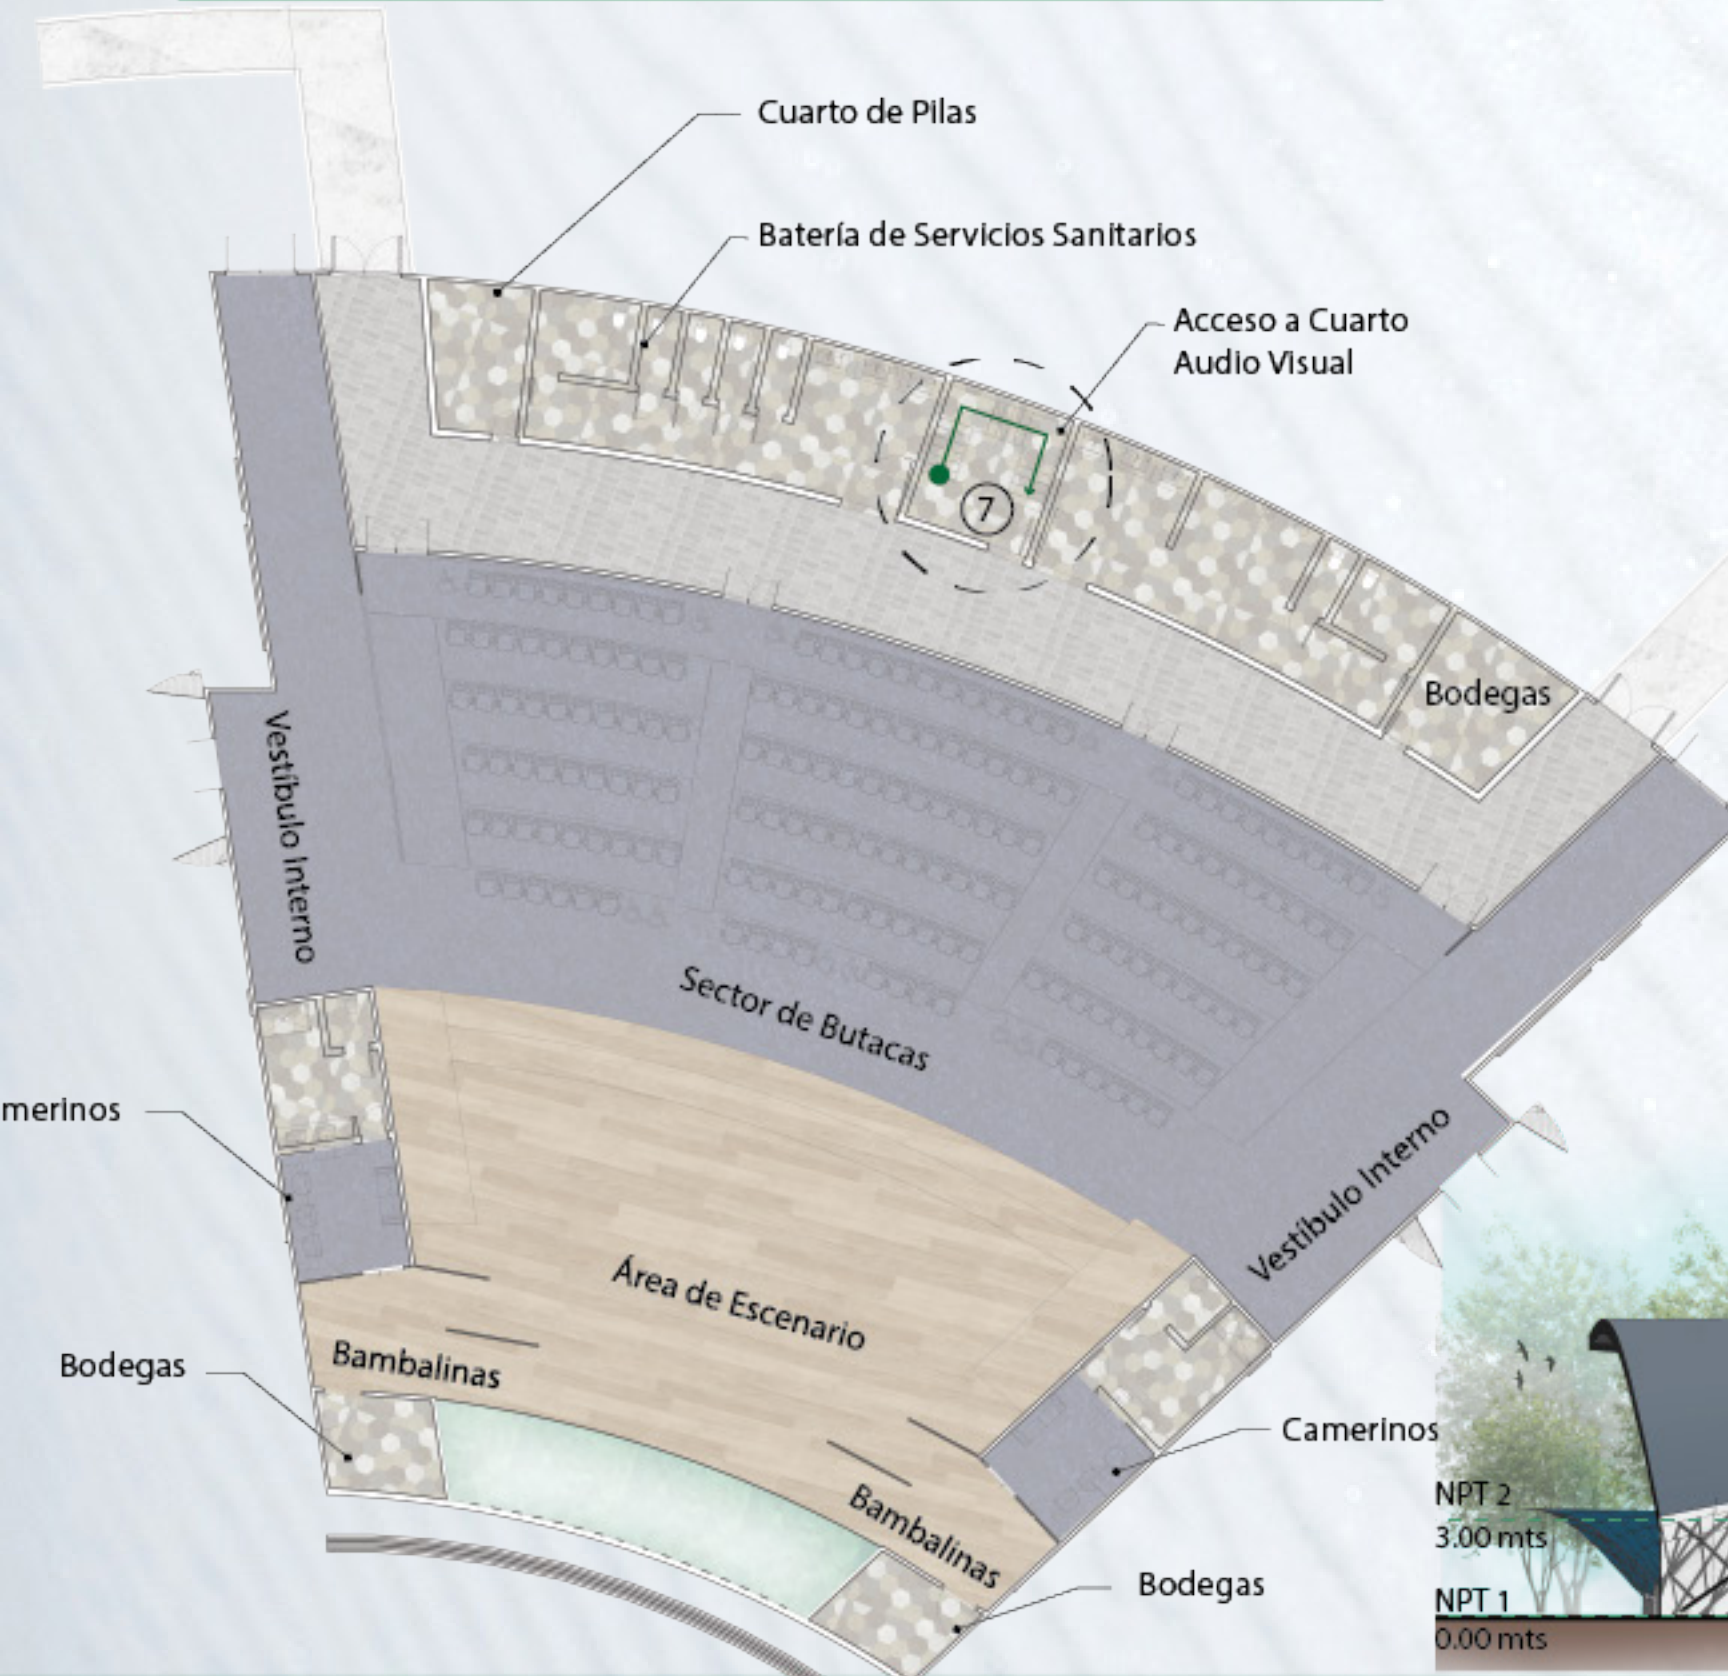 Cuarto de Pilas
Batería de Servicios Sanitarios
Acceso a Cuarto
Audio Visual
7
Bodegas
Vestíbulo Interno
Sector de Butacas
merinos
Vestíbulo Interno
Área de Escenario
Bambalinas
Bodegas
Camerinos
Bambalinas
Bodegas
NPT 2
3.00 mts
NPT 1
0.00 mts